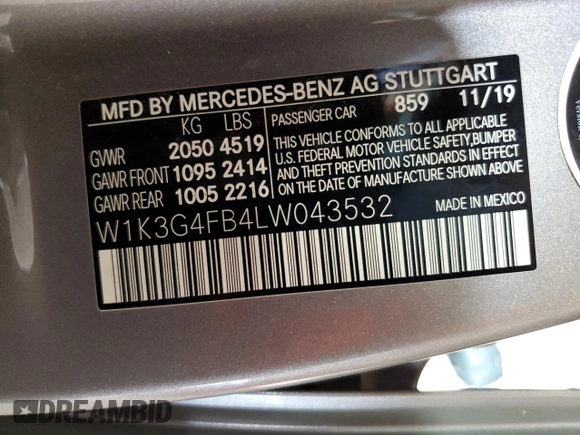 MFD BY MERCEDES-BENZ AG STUTTGART
KG LBS
PASSENGER CAR 859 11/19
GVWR 2050 4519
GAWR FRONT 1095 2414
GAWR REAR 1005 2216
THIS VEHICLE CONFORMS TO ALL APPLICABLE
U.S. FEDERAL MOTOR VEHICLE SAFETY, BUMPER
AND THEFT PREVENTION STANDARDS IN EFFECT
ON THE DATE OF MANUFACTURE SHOWN ABOVE
W1K3G4FB4LW043532
MADE IN MEXICO
DREAMBID